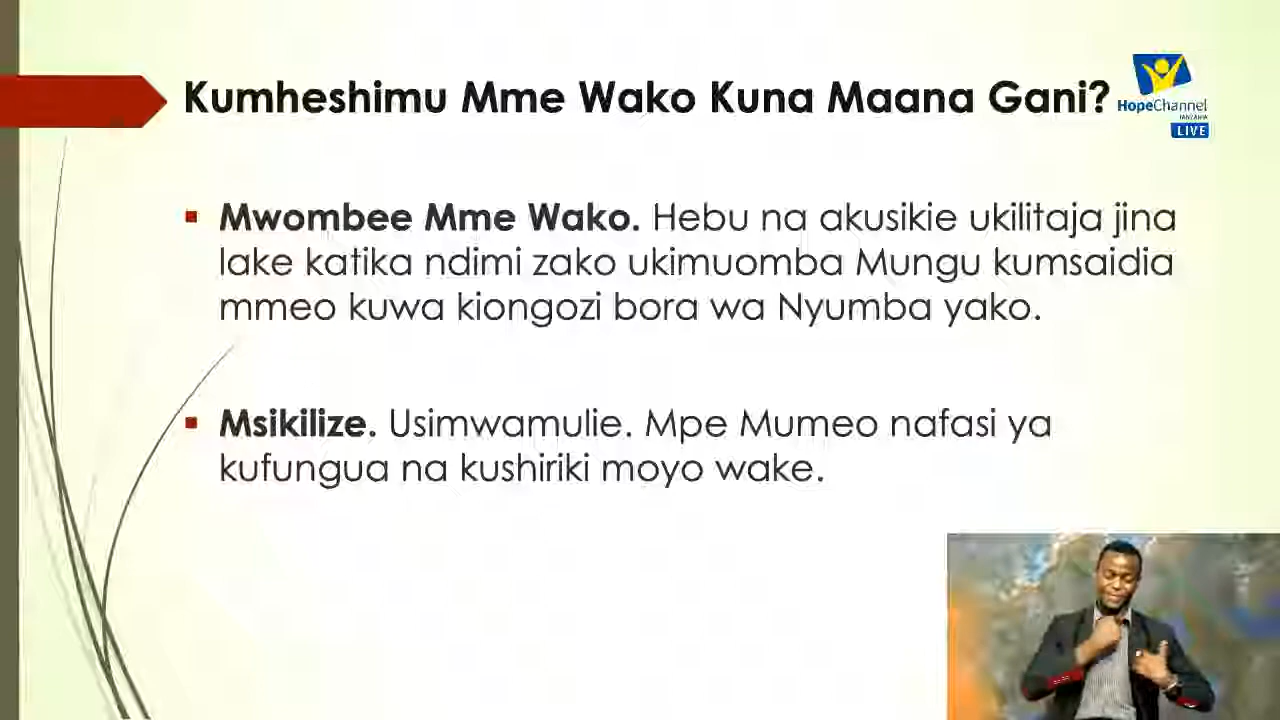 Kumheshimu Mme Wako Kuna Maana Gani?
HopeChannel
TANZANIA
LIVE
Mwombee Mme Wako. Hebu na akusikie ukilitaja jina
lake katika ndimi zako ukimuomba Mungu kumsaidia
mmeo kuwa kiongozi bora wa Nyumba yako.
Msikilize. Usimwamulie. Mpe Mumeo nafasi ya
kufungua na kushiriki moyo wake.